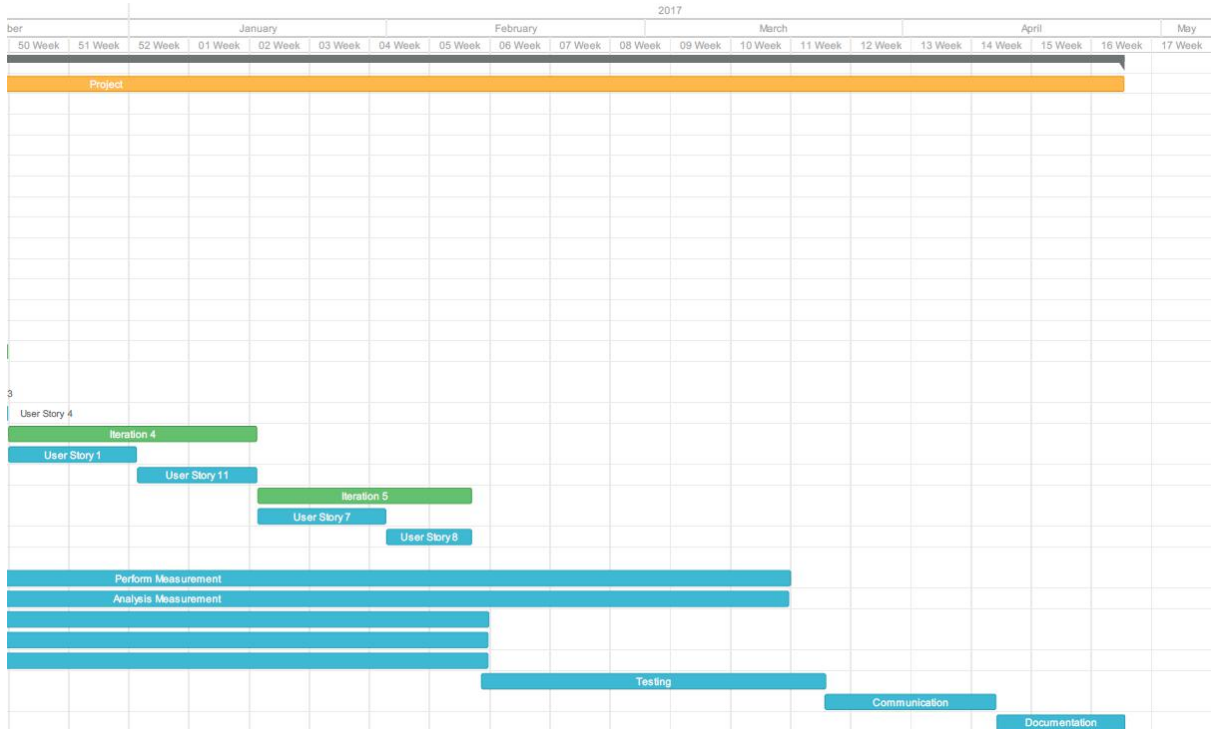 2017
ber January February March April May
50 Week 51 Week 52 Week 01 Week 02 Week 03 Week 04 Week 05 Week 06 Week 07 Week 08 Week 09 Week 10 Week 11 Week 12 Week 13 Week 14 Week 15 Week 16 Week 17 Week
Project
3
User Story 4
Iteration 4
User Story 1
User Story 11
Iteration 5
User Story 7
User Story 8
Perform Measurement
Analysis Measurement
Testing
Communication
Documentation